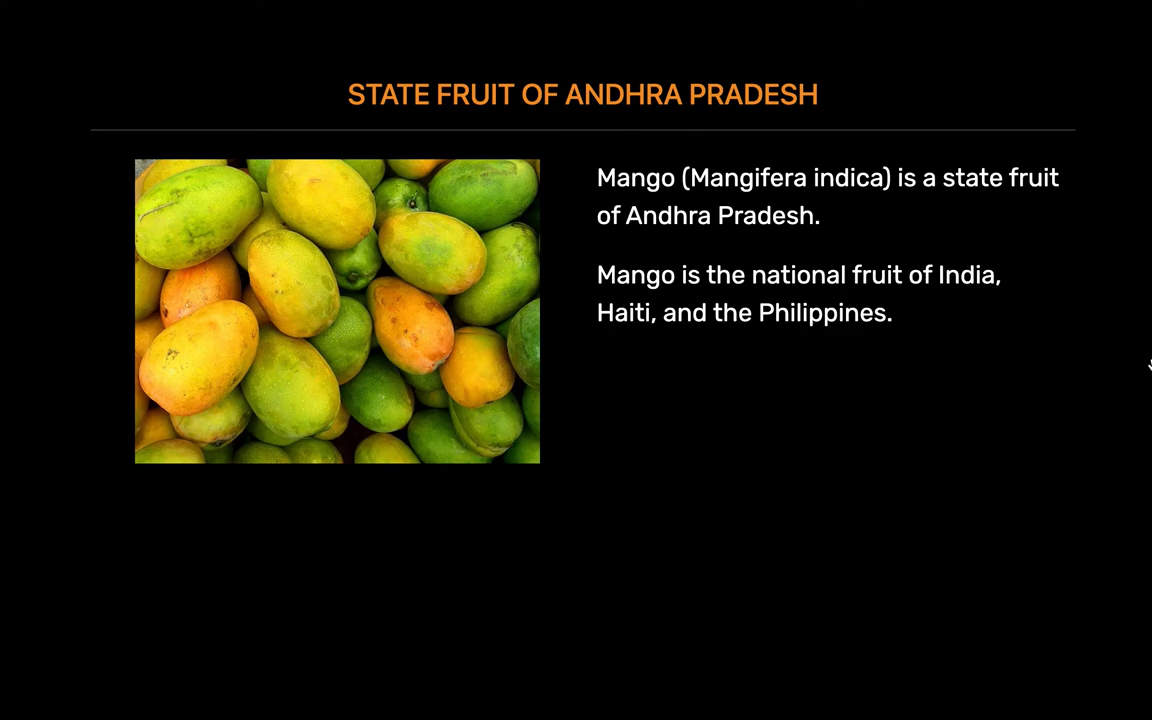 STATE FRUIT OF ANDHRA PRADESH
Mango (Mangifera indica) is a state fruit
of Andhra Pradesh.
Mango is the national fruit of India,
Haiti, and the Philippines.